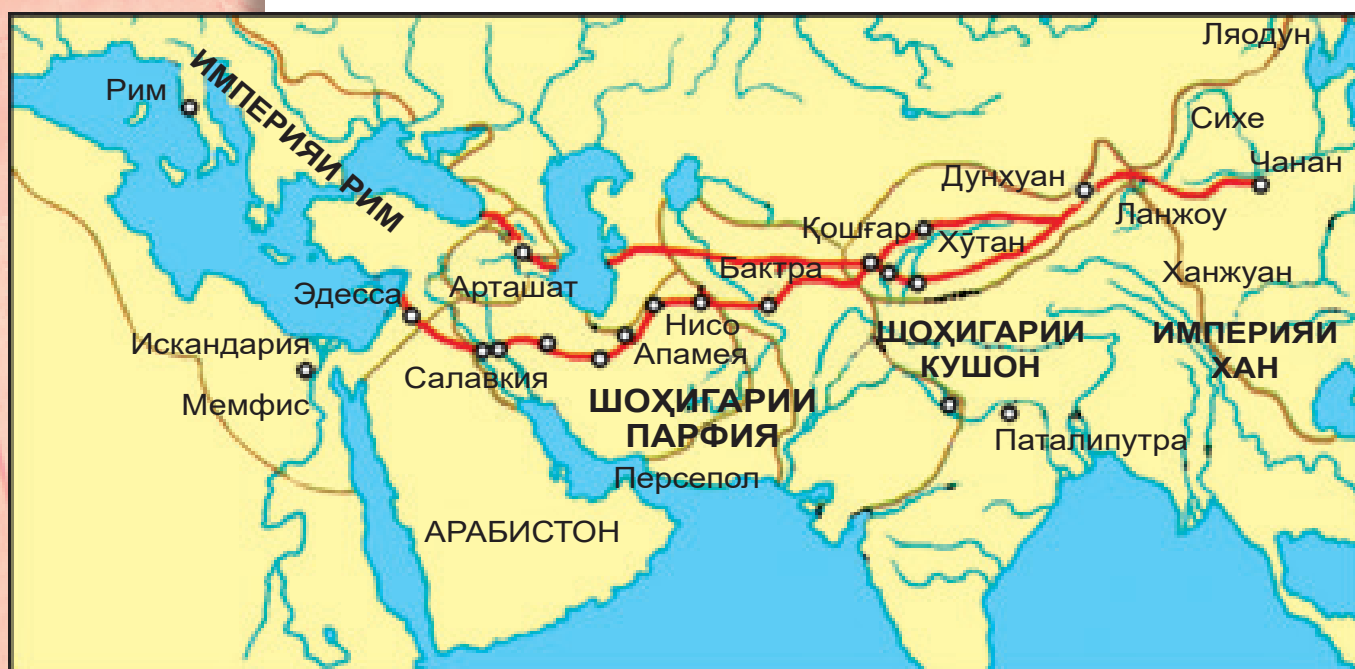 Ляодун
Рим
ИМПЕРИЯИ РИМ
Сихе
Чанан
Дунхуан
Ланжоу
Қошғар
Хӯтан
Бактра
Ханжуан
Эдесса
Арташат
Искандария
Нисо
Апамея
Салавкия
Мемфис
ШОҲИГАРИИ
КУШОН
ИМПЕРИЯИ
ХАН
ШОҲИГАРИИ
ПАРФИЯ
Паталипутра
Персепол
АРАБИСТОН